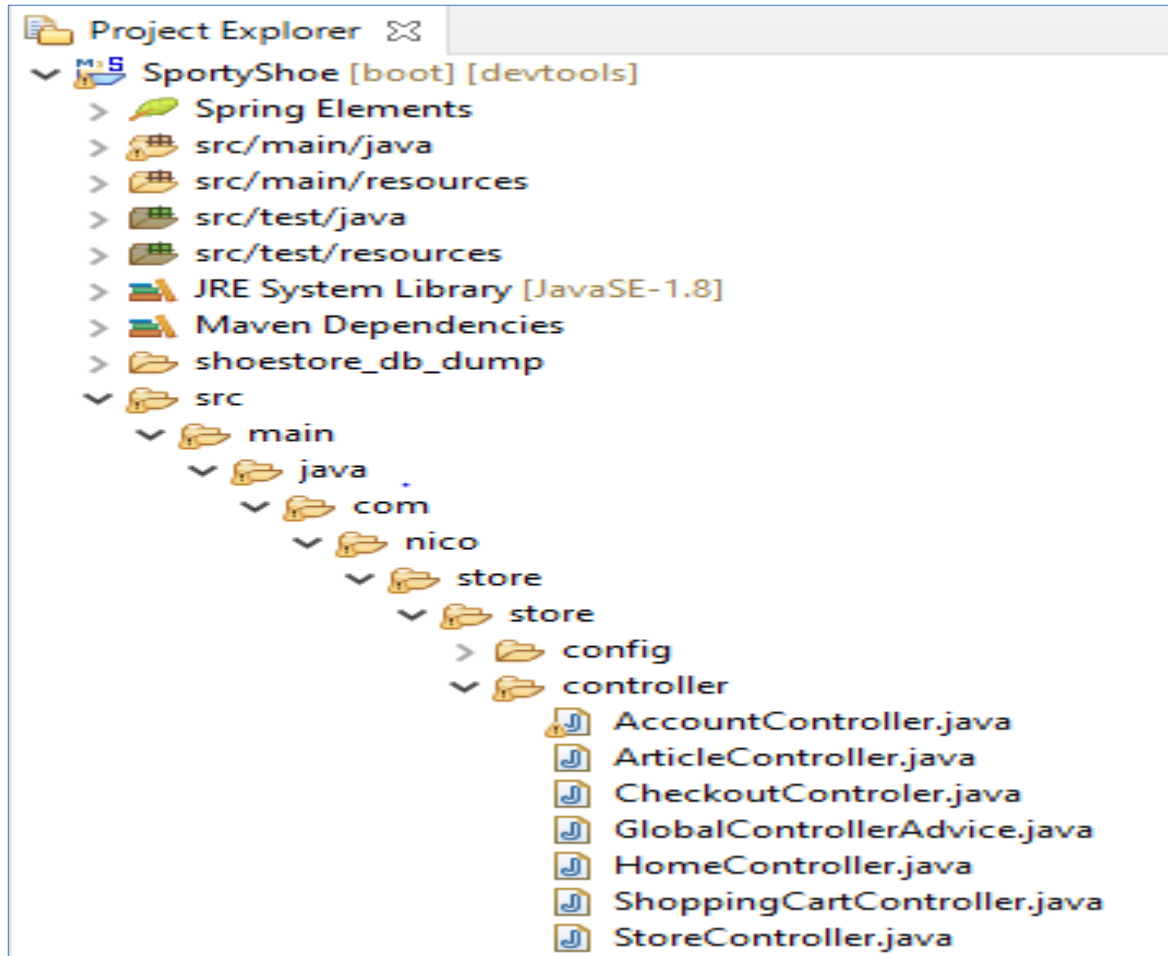 Project Explorer
SportyShoe [boot] [devtools]
Spring Elements
src/main/java
src/main/resources
src/test/java
src/test/resources
JRE System Library [JavaSE-1.8]
Maven Dependencies
shoestore_db_dump
src
main
java
com
nico
store
store
config
controller
AccountController.java
ArticleController.java
CheckoutControler.java
GlobalControllerAdvice.java
HomeController.java
ShoppingCartController.java
StoreController.java